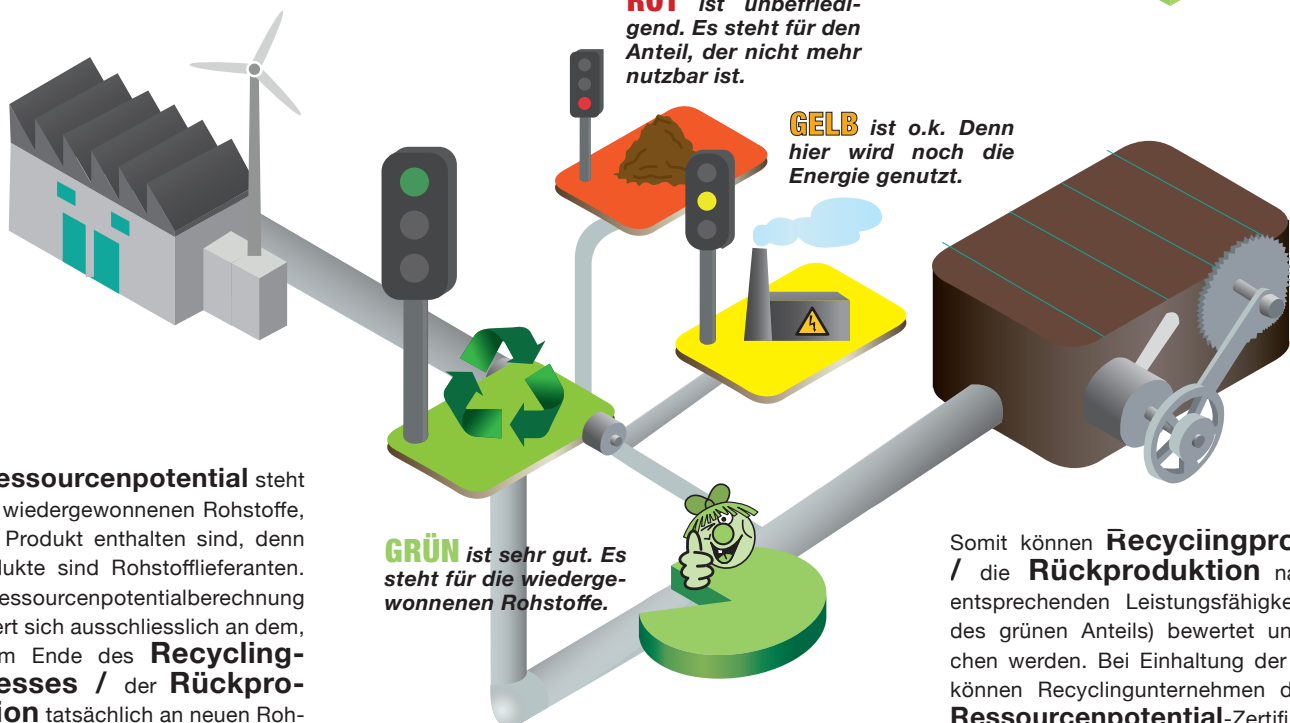 ROT ist unbefriedi-
gend. Es steht für den
Anteil, der nicht mehr
nutzbar ist.
GELB ist o.k. Denn
hier wird noch die
Energie genutzt.
GRÜN ist sehr gut. Es
steht für die wiederge-
wonnenen Rohstoffe.
essourcenpotential steht
wiedergewonnenen Rohstoffe,
Produkt enthalten sind, denn
dukte sind Rohstofflieferanten.
essourcenpotentialberechnung
ert sich ausschliesslich an dem,
m Ende des Recycling-
esses / der Rückpro-
ion tatsächlich an neuen Roh-
Somit können Recyclingpro
/ die Rückproduktion na
entsprechenden Leistungsfähigke
des grünen Anteils) bewertet un
chen werden. Bei Einhaltung der
können Recyclingunternehmen d
Ressourcenpotential-Zertifi